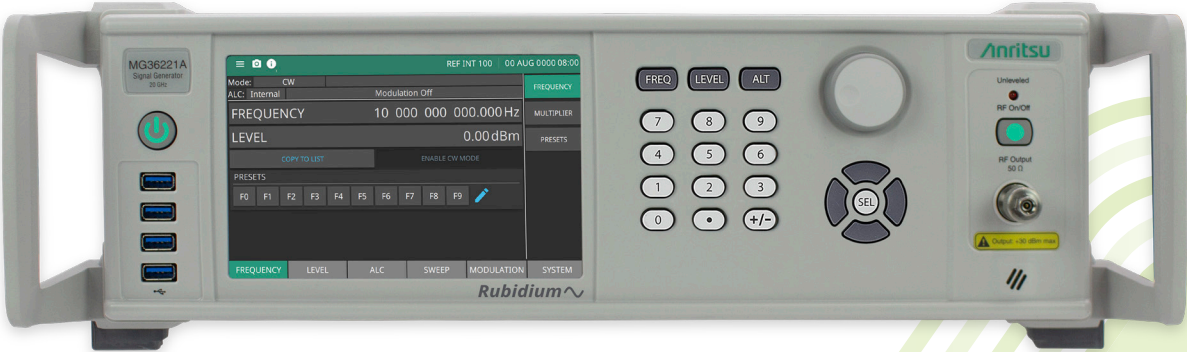 MG36221A
Signal Generator
20 GHz
REF INT 100 00 AUG 0000 08:00
Mode: CW
ALC: Internal Modulation Off
FREQUENCY 10 000 000 000.000 Hz
LEVEL 0.00 dBm
COPY TO LIST ENABLE CW MODE
PRESETS
F0 F1 F2 F3 F4 F5 F6 F7 F8 F9
FREQUENCY
MULTIPLIER
PRESETS
FREQUENCY LEVEL ALC SWEEP MODULATION SYSTEM
Rubidium
FREQ LEVEL ALT
7 8 9
4 5 6
1 2 3
0 • +/-
SEL
Anritsu
Unleveled
RF On/Off
RF Output
50 Ω
Output +30 dBm max